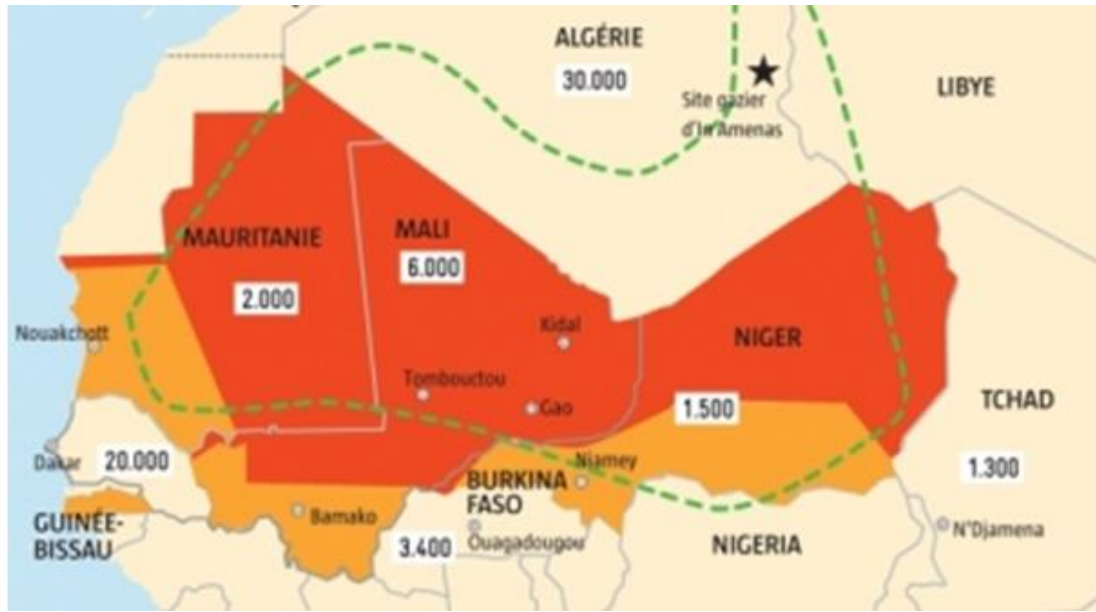 ALGÉRIE
30.000
Site gazier
d'In Amenas
LIBYE
MAURITANIE
2.000
MALI
6.000
Kidal
Tombouctou
Gao
NIGER
1.500
TCHAD
1.300
Nouakchott
Dakar
20.000
GUINÉE-
BISSAU
Bamako
BURKINA
FASO
Niamey
3.400
Ouagadougou
NIGERIA
N'Djamena